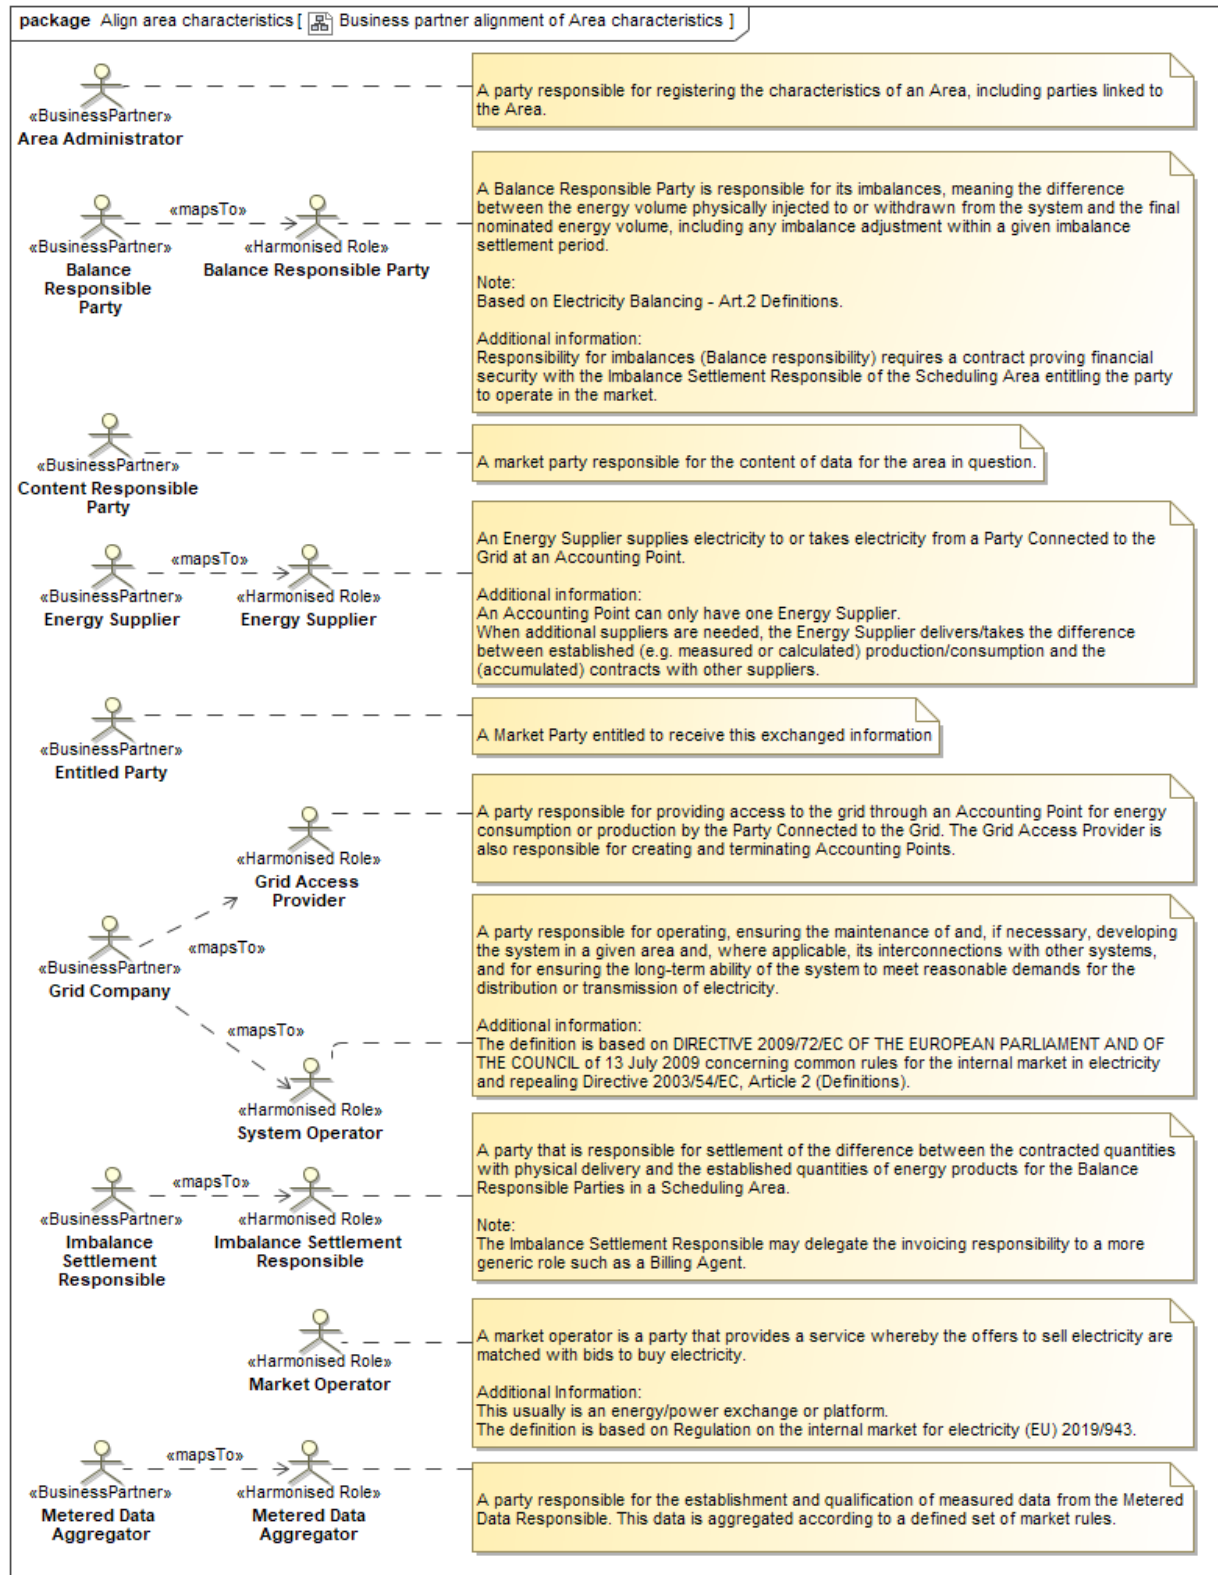 package Align area characteristics [ Business partner alignment of Area characteristics ]
«BusinessPartner»
Area Administrator
A party responsible for registering the characteristics of an Area, including parties linked to
the Area.
«BusinessPartner»
Balance
Responsible
Party
«mapsTo»
«Harmonised Role»
Balance Responsible Party
A Balance Responsible Party is responsible for its imbalances, meaning the difference
between the energy volume physically injected to or withdrawn from the system and the final
nominated energy volume, including any imbalance adjustment within a given imbalance
settlement period.
Note:
Based on Electricity Balancing - Art.2 Definitions.
Additional information:
Responsibility for imbalances (Balance responsibility) requires a contract proving financial
security with the Imbalance Settlement Responsible of the Scheduling Area entitling the party
to operate in the market.
«BusinessPartner»
Content Responsible
Party
A market party responsible for the content of data for the area in question.
«BusinessPartner»
Energy Supplier
«mapsTo»
«Harmonised Role»
Energy Supplier
An Energy Supplier supplies electricity to or takes electricity from a Party Connected to the
Grid at an Accounting Point.
Additional information:
An Accounting Point can only have one Energy Supplier.
When additional suppliers are needed, the Energy Supplier delivers/takes the difference
between established (e.g. measured or calculated) production/consumption and the
(accumulated) contracts with other suppliers.
«BusinessPartner»
Entitled Party
A Market Party entitled to receive this exchanged information
«Harmonised Role»
Grid Access
Provider
A party responsible for providing access to the grid through an Accounting Point for energy
consumption or production by the Party Connected to the Grid. The Grid Access Provider is
also responsible for creating and terminating Accounting Points.
«mapsTo»
«BusinessPartner»
Grid Company
«mapsTo»
«Harmonised Role»
System Operator
A party responsible for operating, ensuring the maintenance of and, if necessary, developing
the system in a given area and, where applicable, its interconnections with other systems,
and for ensuring the long-term ability of the system to meet reasonable demands for the
distribution or transmission of electricity.
Additional information:
The definition is based on DIRECTIVE 2009/72/EC OF THE EUROPEAN PARLIAMENT AND OF
THE COUNCIL of 13 July 2009 concerning common rules for the internal market in electricity
and repealing Directive 2003/54/EC, Article 2 (Definitions).
«BusinessPartner»
Imbalance
Settlement
Responsible
«mapsTo»
«Harmonised Role»
Imbalance Settlement
Responsible
A party that is responsible for settlement of the difference between the contracted quantities
with physical delivery and the established quantities of energy products for the Balance
Responsible Parties in a Scheduling Area.
Note:
The Imbalance Settlement Responsible may delegate the invoicing responsibility to a more
generic role such as a Billing Agent.
«Harmonised Role»
Market Operator
A market operator is a party that provides a service whereby the offers to sell electricity are
matched with bids to buy electricity.
Additional Information:
This usually is an energy/power exchange or platform.
The definition is based on Regulation on the internal market for electricity (EU) 2019/943.
«BusinessPartner»
Metered Data
Aggregator
«mapsTo»
«Harmonised Role»
Metered Data
Aggregator
A party responsible for the establishment and qualification of measured data from the Metered
Data Responsible. This data is aggregated according to a defined set of market rules.